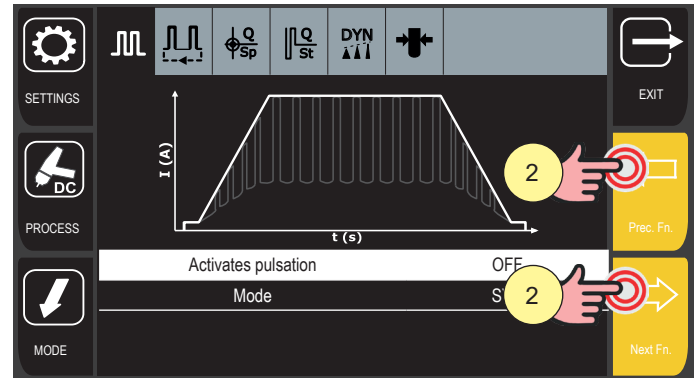 SETTINGS
Q
Sp
Q
St
DYN
EXIT
I (A)
2
DC
PROCESS
t (s)
Prec. Fn.
Activates pulsation
OFF
Mode
2
MODE
Next Fn.